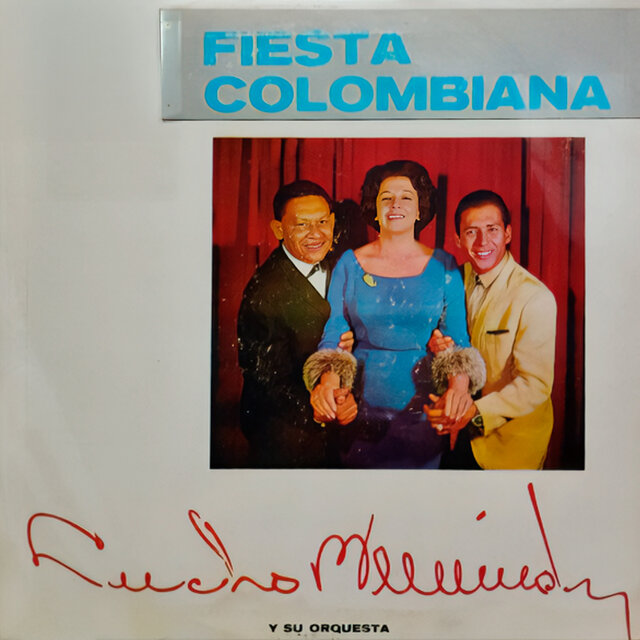 FIESTA
COLOMBIANA
Lucho Bermúdez
Y SU ORQUESTA